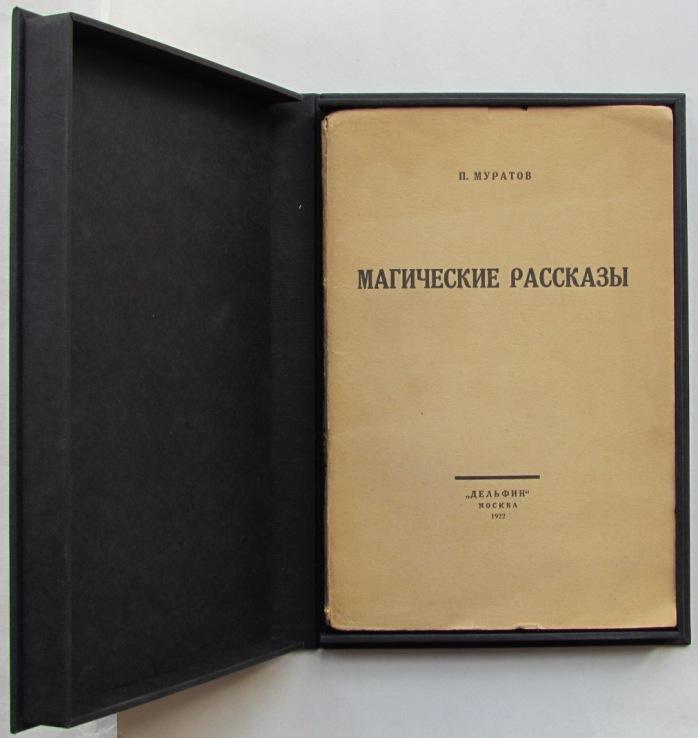 П. МУРАТОВ
МАГИЧЕСКИЕ РАССКАЗЫ
„ДЕЛЬФИН“
МОСКВА
1922